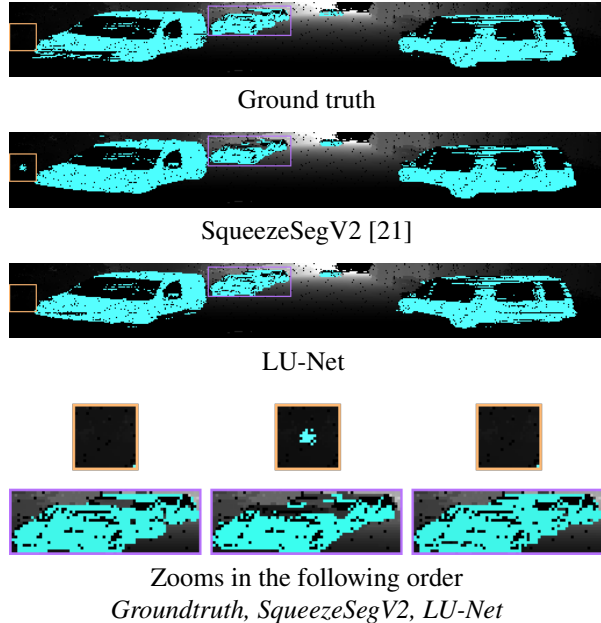 Ground truth
SqueezeSegV2 [21]
LU-Net
Zooms in the following order
Groundtruth, SqueezeSegV2, LU-Net